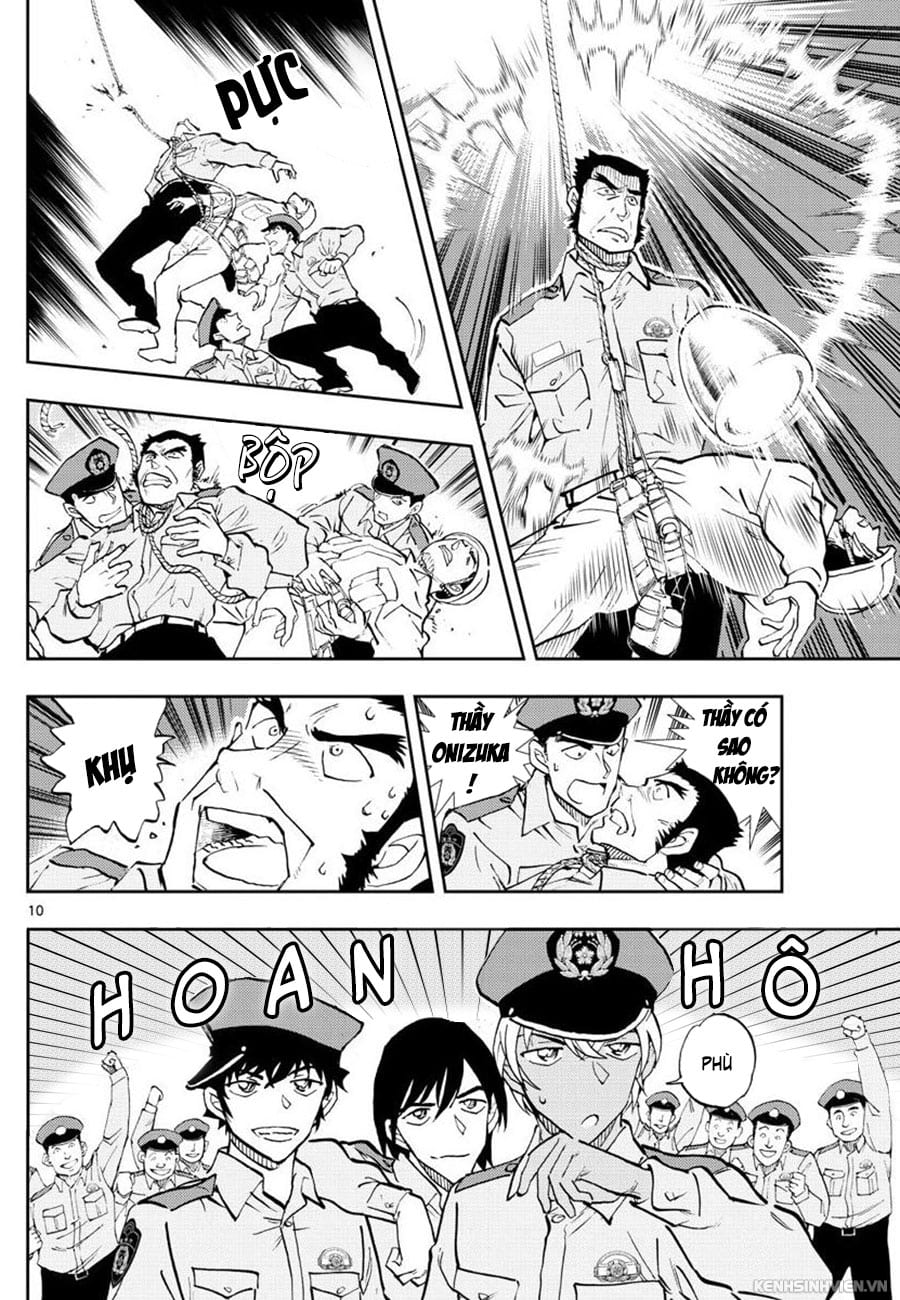 PỰC
BỘP
THẦY CÓ
SAO
KHÔNG?
THẦY
ONIZUKA
!
KHỤ
10
HOAN HÔ
PHÙ
KENHSINHVIEN.VN